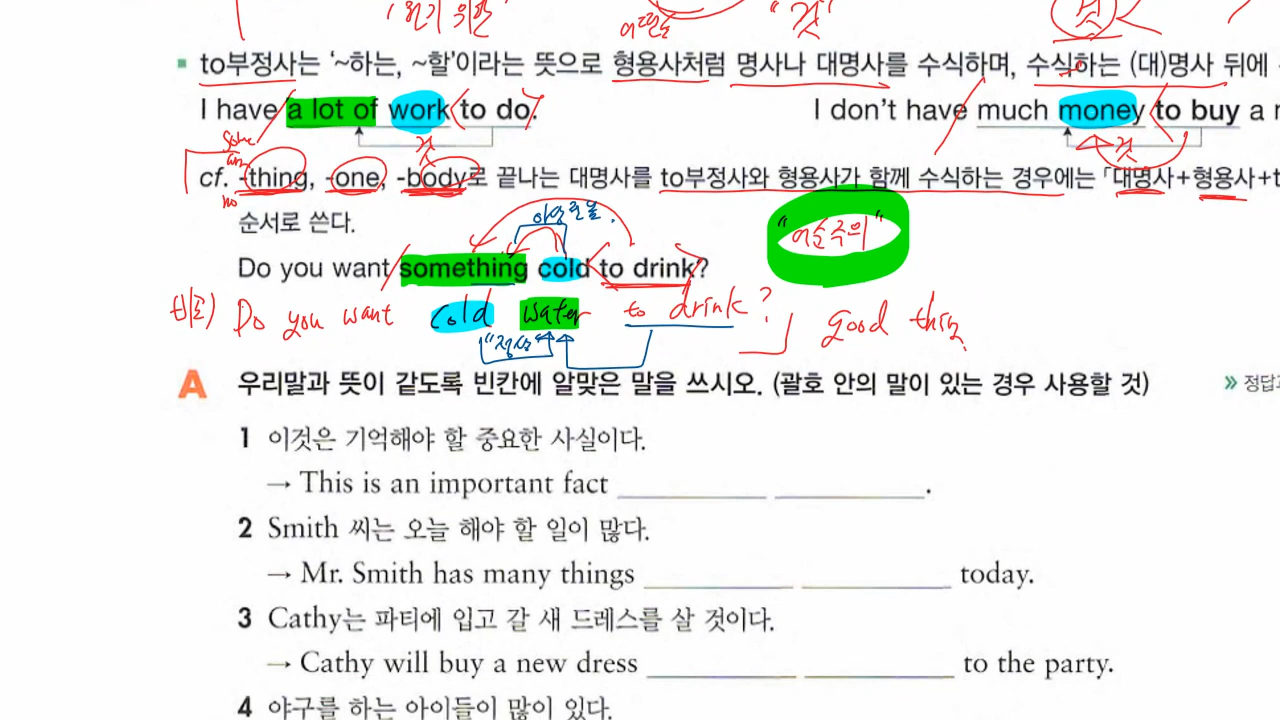 "것"
to부정사는 '~하는, ~할'이라는 뜻으로 형용사처럼 명사나 대명사를 수식하며, 수식하는 (대)명사 뒤에
I have a lot of work to do. I don't have much money to buy a
것 것
some
any
no
cf. -thing, -one, -body로 끝나는 대명사를 to부정사와 형용사가 함께 수식하는 경우에는 「대명사+형용사+t
순서로 쓴다.
"어순주의"
Do you want something cold to drink?
비교) Do you want cold water to drink? good thing
"정상"
A 우리말과 뜻이 같도록 빈칸에 알맞은 말을 쓰시오. (괄호 안의 말이 있는 경우 사용할 것) » 정답
1 이것은 기억해야 할 중요한 사실이다.
→ This is an important fact ________ ________.
2 Smith 씨는 오늘 해야 할 일이 많다.
→ Mr. Smith has many things ________ ________ today.
3 Cathy는 파티에 입고 갈 새 드레스를 살 것이다.
→ Cathy will buy a new dress ________ ________ to the party.
4 야구를 하는 아이들이 많이 있다.